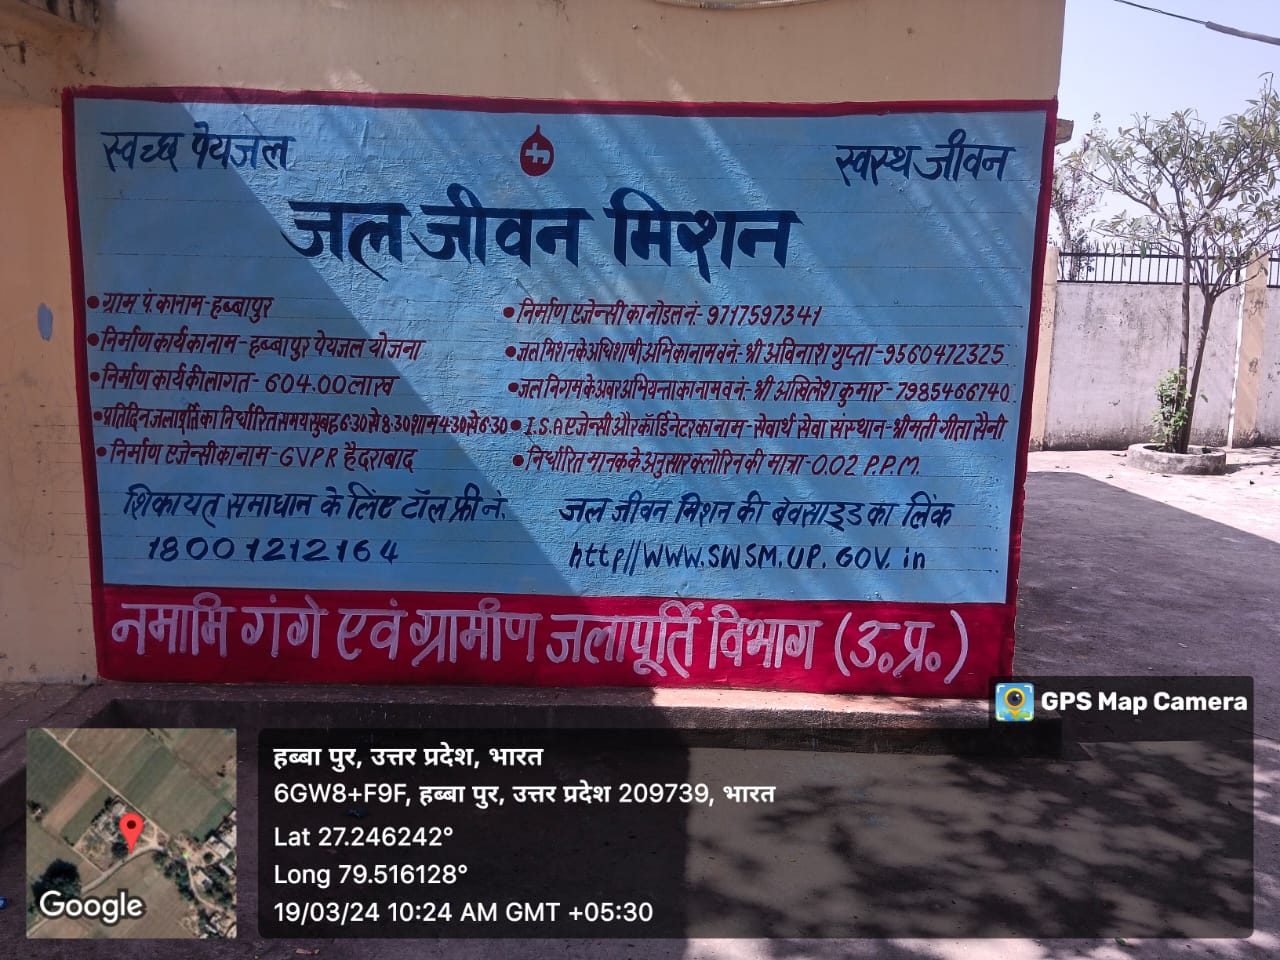 स्वच्छ पेयजल
स्वस्थ जीवन
जल जीवन मिशन
• ग्राम पं. का नाम - हब्बापुर
• निर्माण कार्य का नाम - हब्बापुर पेयजल योजना
• निर्माण कार्य की लागत - 604.00 लाख
• प्रतिदिन जलापूर्ति का निर्धारित समय सुबह 6:30 से 8:30 शाम 4:30 से 6:30
• निर्माण एजेन्सी का नाम - GVPR हैदराबाद
• निर्माण एजेन्सी का नोडल नं:- 9717597341
• जल मिशन के अधिशाषी अभि का नाम व नं:- श्री अविनाश गुप्ता - 9560472325
• जल निगम के अवर अभियन्ता का नाम व नं:- श्री अखिलेश कुमार - 7985466740
• I.S.A एजेन्सी और कॉर्डिनेटर का नाम - सेवार्थ सेवा संस्थान - श्रीमती गीता सैनी
• निर्धारित मानक के अनुसार क्लोरिन की मात्रा - 0.02 P.P.M.
शिकायत समाधान के लिए टॉल फ्री नं.
18001212164
जल जीवन मिशन की बेवसाइड का लिंक
http//WWW.SWSM.UP.GOV.in
नमामि गंगे एवं ग्रामीण जलापूर्ति विभाग (उ.प्र.)
GPS Map Camera
हब्बा पुर, उत्तर प्रदेश, भारत
6GW8+F9F, हब्बा पुर, उत्तर प्रदेश 209739, भारत
Lat 27.246242°
Long 79.516128°
19/03/24 10:24 AM GMT +05:30
Google